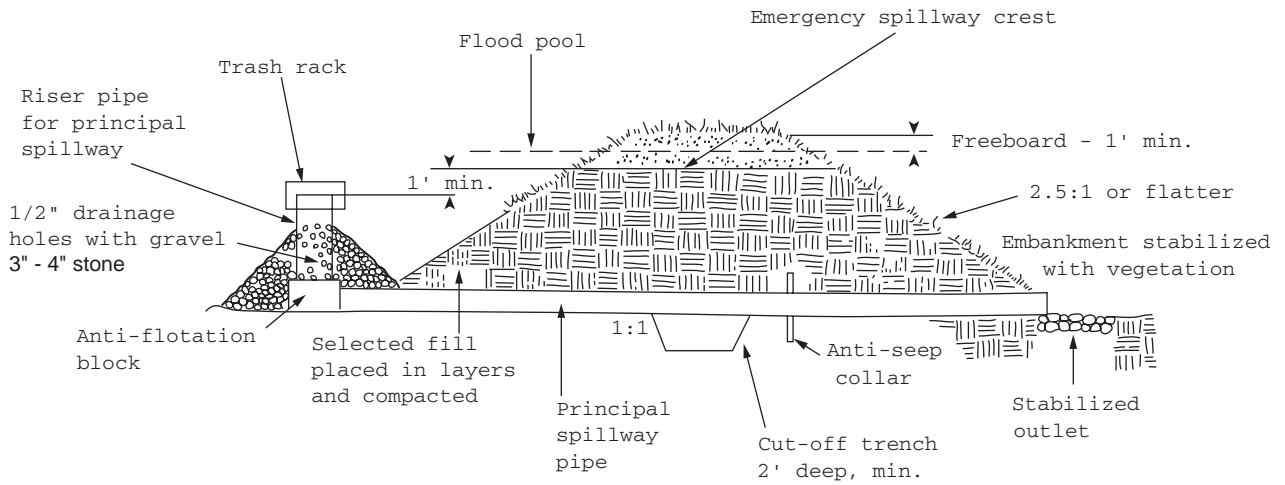 Emergency spillway crest
Flood pool
Trash rack
Riser pipe
for principal
spillway
Freeboard - 1' min.
1' min.
2.5:1 or flatter
1/2" drainage
holes with gravel
3" - 4" stone
Embankment stabilized
with vegetation
Anti-flotation
block
Selected fill
placed in layers
and compacted
1:1
Anti-seep
collar
Principal
spillway
pipe
Cut-off trench
2' deep, min.
Stabilized
outlet